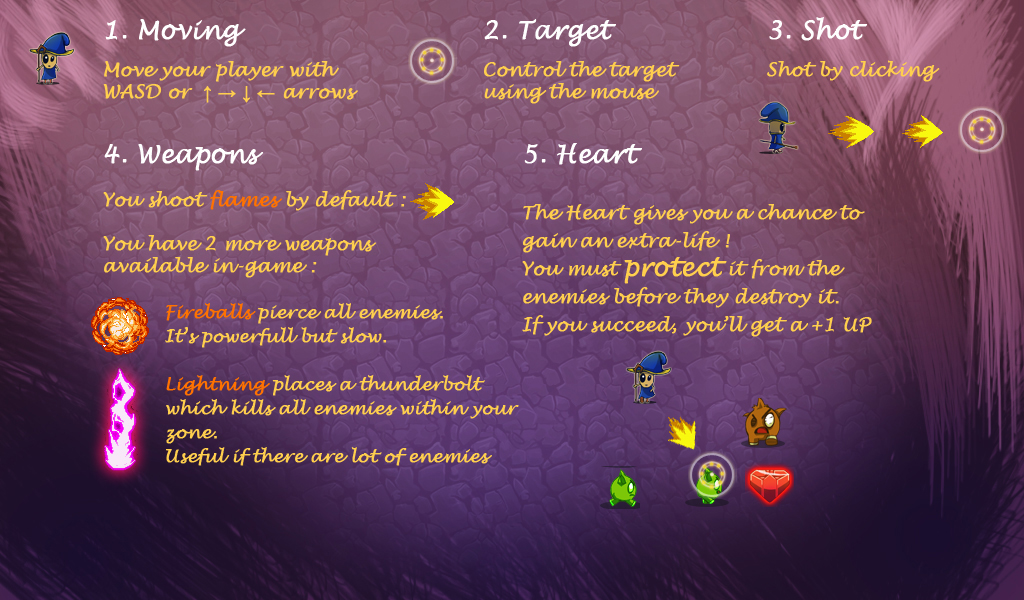 1. Moving
Move your player with
WASD or ↑→↓← arrows
2. Target
Control the target
using the mouse
3. Shot
Shot by clicking
4. Weapons
You shoot flames by default :
You have 2 more weapons
available in-game :
Fireballs pierce all enemies.
It's powerfull but slow.
Lightning places a thunderbolt
which kills all enemies within your
zone.
Useful if there are lot of enemies
5. Heart
The Heart gives you a chance to
gain an extra-life !
You must protect it from the
enemies before they destroy it.
If you succeed, you'll get a +1 UP